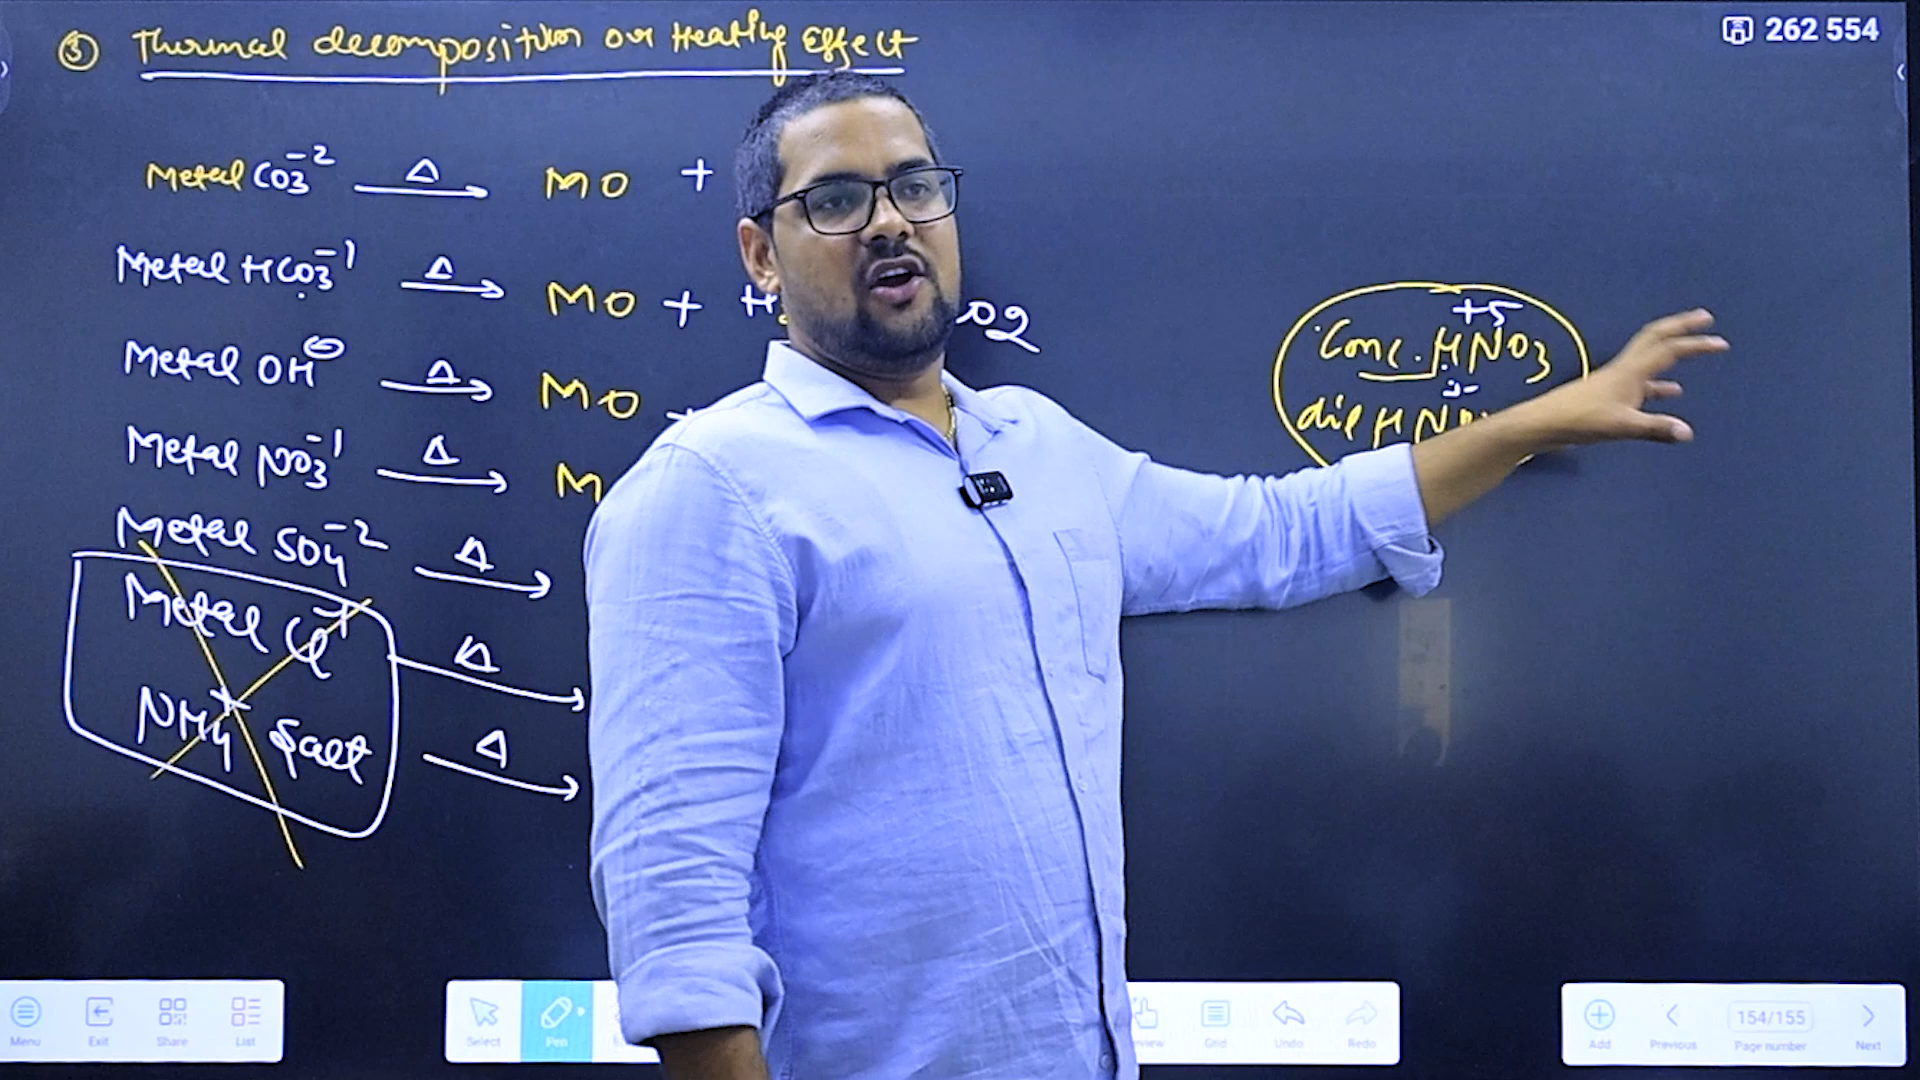 262 554
③ Thermal decomposition or Heating Effect
Metal CO3⁻² Δ→ MO +
Metal HCO3⁻¹ Δ→ MO + H O2
Metal OH⊖ Δ→ MO
Metal NO3⁻¹ Δ→ M
Metal SO4⁻² Δ→
Metal Cl⁻¹ Δ→
NH4⁺ Salt Δ→
+5
Conc. HNO3
dil HN
Menu
Exit
Share
List
Select
Pen
Grid
Undo
Redo
Add
Previous
154/155
Page number
Next